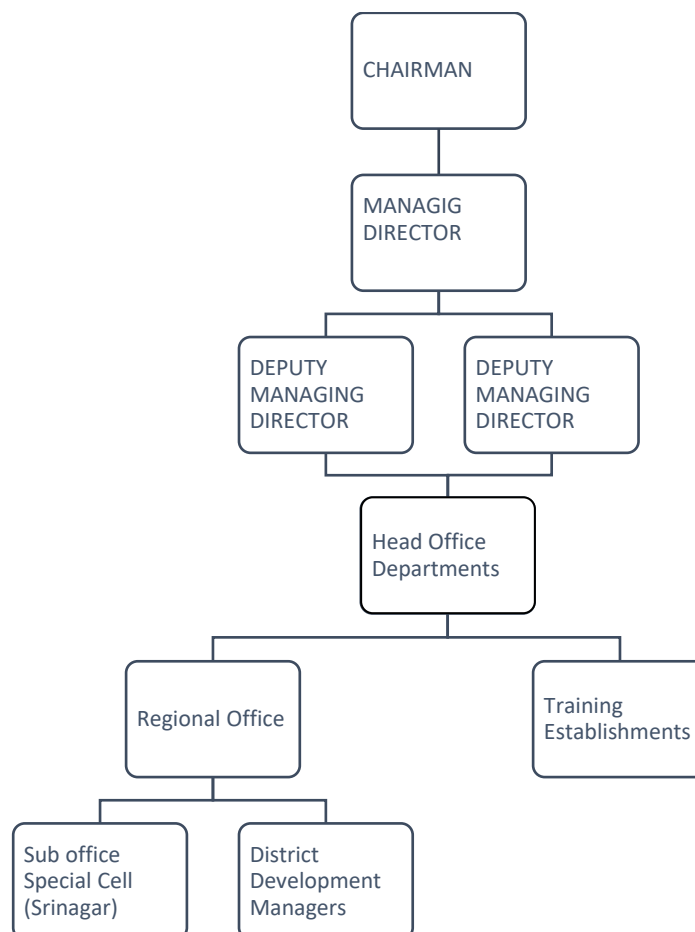 CHAIRMAN
MANAGIG
DIRECTOR
DEPUTY
MANAGING
DIRECTOR
DEPUTY
MANAGING
DIRECTOR
Head Office
Departments
Regional Office
Training
Establishments
Sub office
Special Cell
(Srinagar)
District
Development
Managers